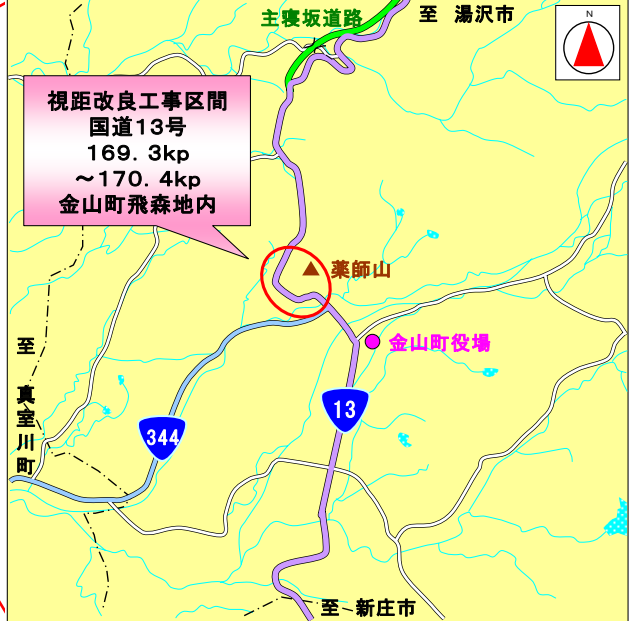 主寝坂道路
至 湯沢市
N
視距改良工事区間
国道13号
169.3kp
～170.4kp
金山町飛森地内
薬師山
金山町役場
至 真室川町
13
344
至 新庄市